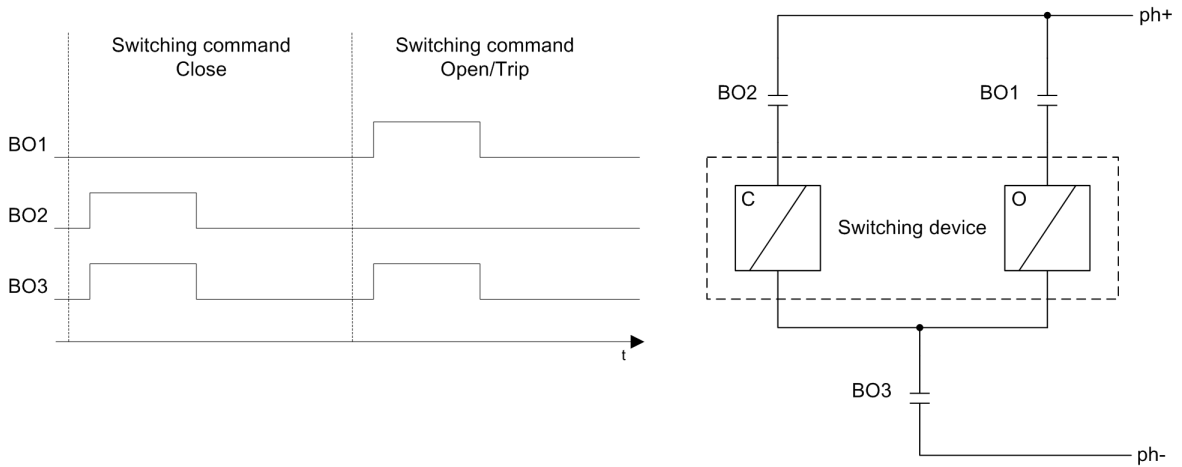 Switching command
Close
Switching command
Open/Trip
BO1
BO2
BO3
t
ph+
BO2
BO1
C
O
Switching device
BO3
ph-